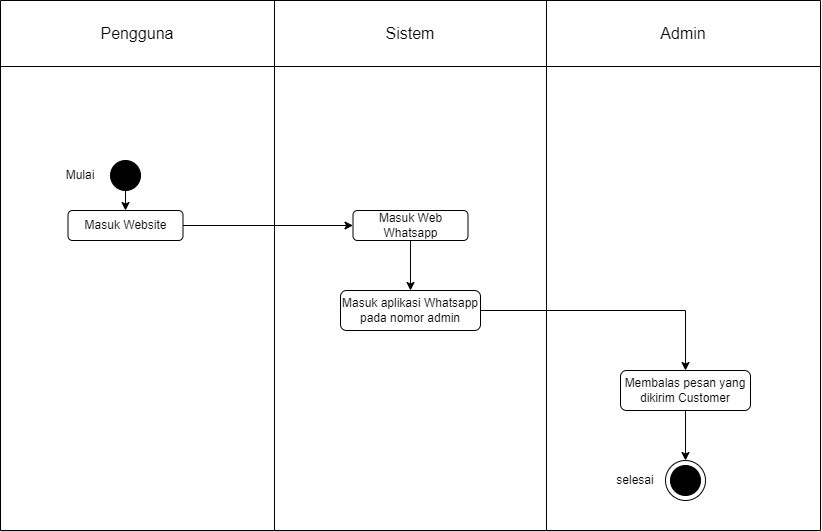 Pengguna
Sistem
Admin
Mulai
Masuk Website
Masuk Web
Whatsapp
Masuk aplikasi Whatsapp
pada nomor admin
Membalas pesan yang
dikirim Customer
selesai